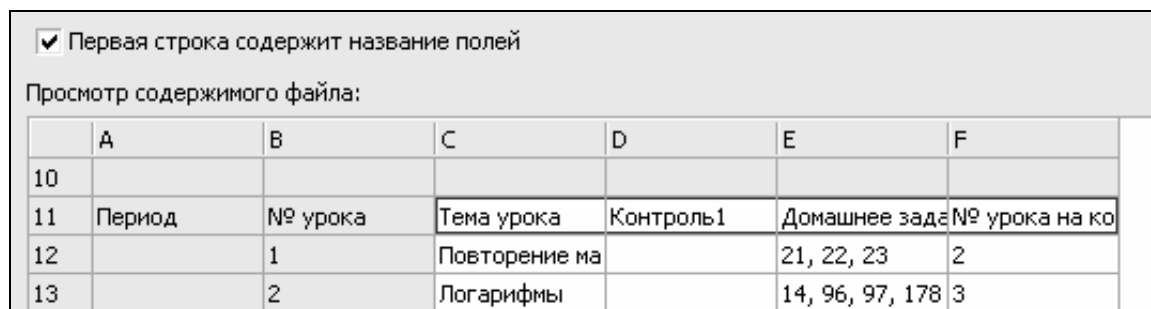 Первая строка содержит название полей
Просмотр содержимого файла:
A B C D E F
10
11 Период № урока Тема урока Контроль1 Домашнее зада № урока на ко
12 1 Повторение ма 21, 22, 23 2
13 2 Логарифмы 14, 96, 97, 178 3